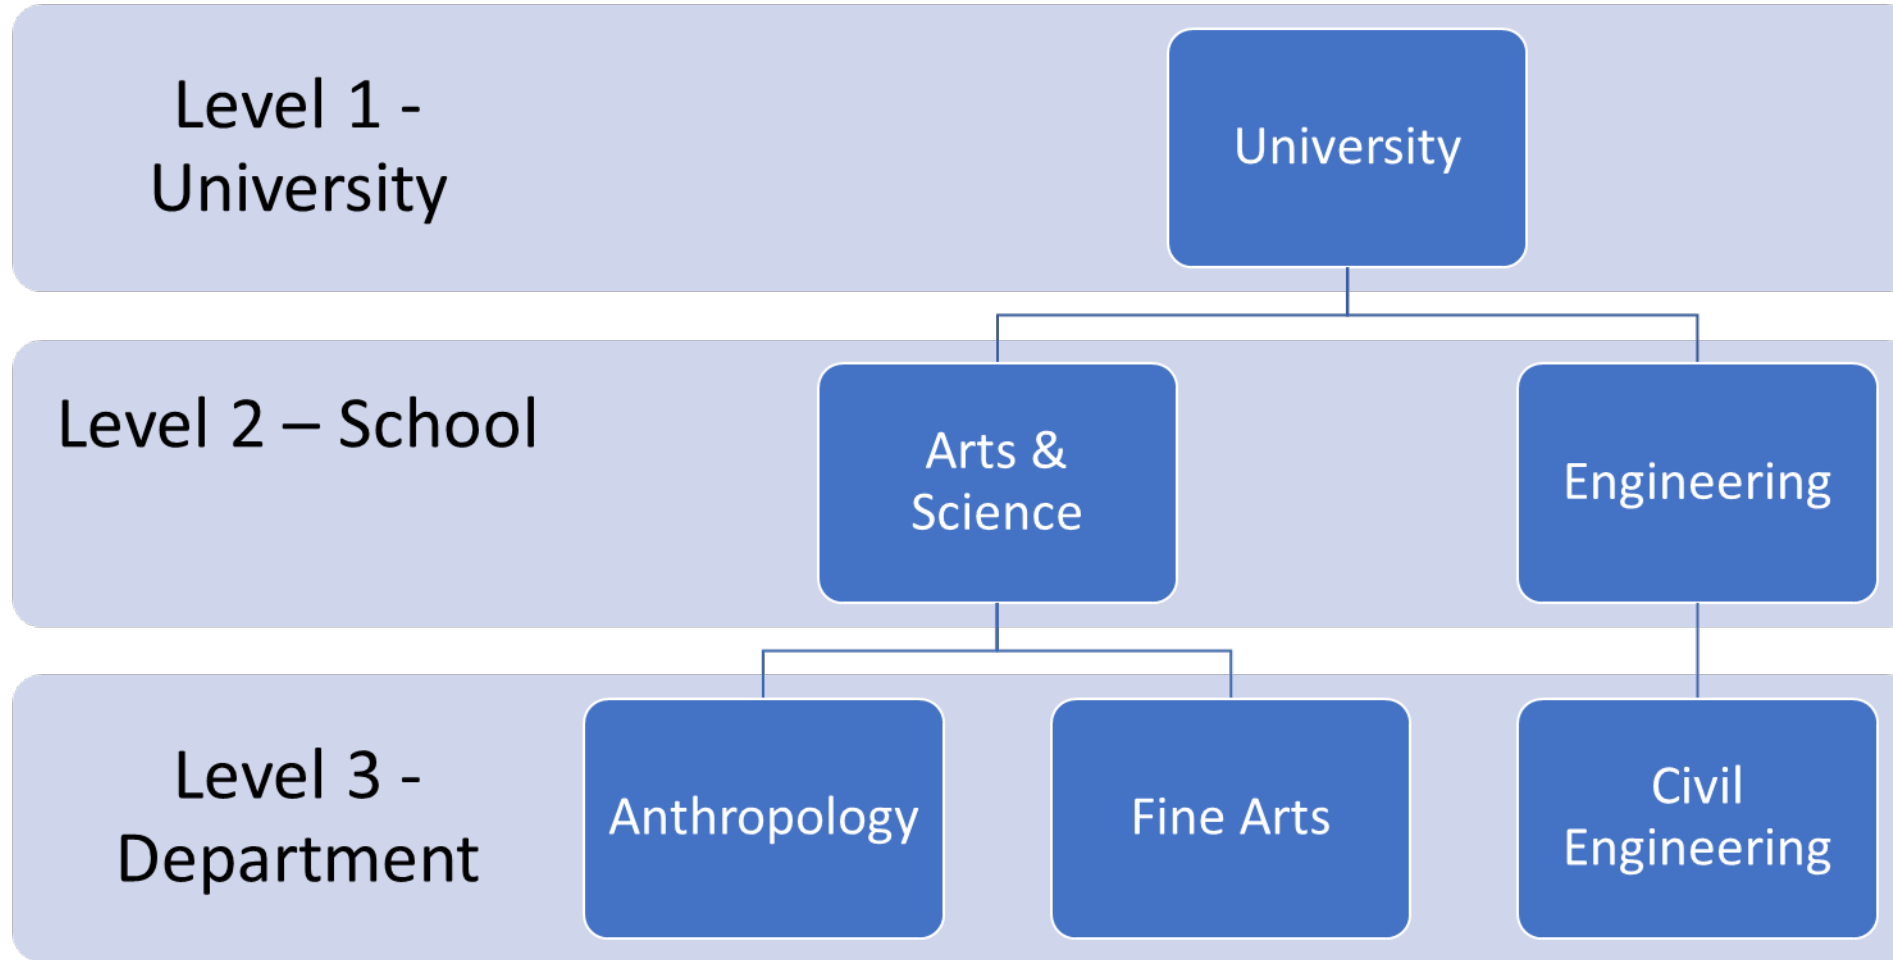 Level 1 -
University
University
Level 2 – School
Arts &
Science
Engineering
Level 3 -
Department
Anthropology
Fine Arts
Civil
Engineering